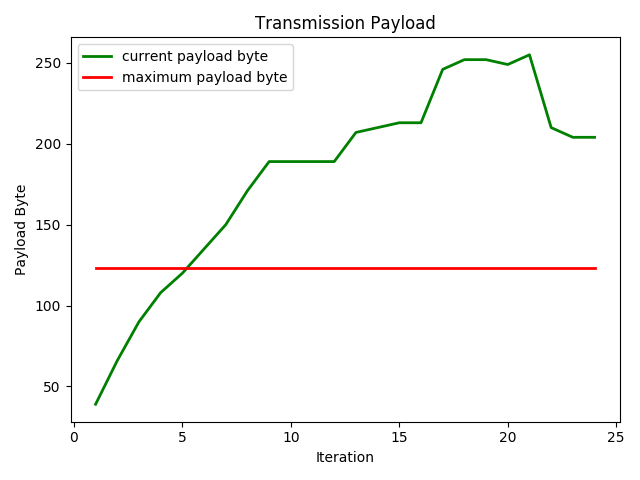 Transmission Payload
current payload byte
maximum payload byte
250
200
150
100
50
Payload Byte
0 5 10 15 20 25
Iteration